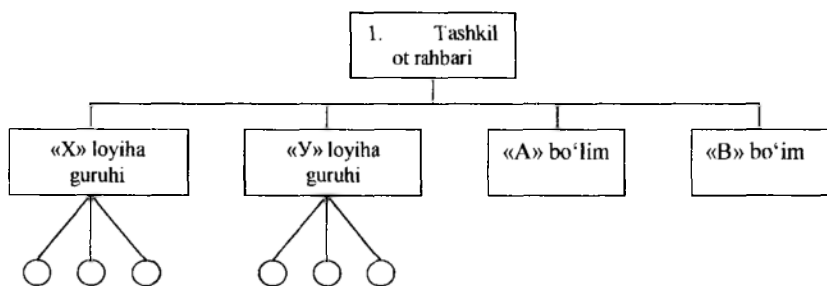 1. Tashkil
ot rahbari
«X» loyiha
guruhi
«У» loyiha
guruhi
«A» bo‘lim
«B» bo‘im